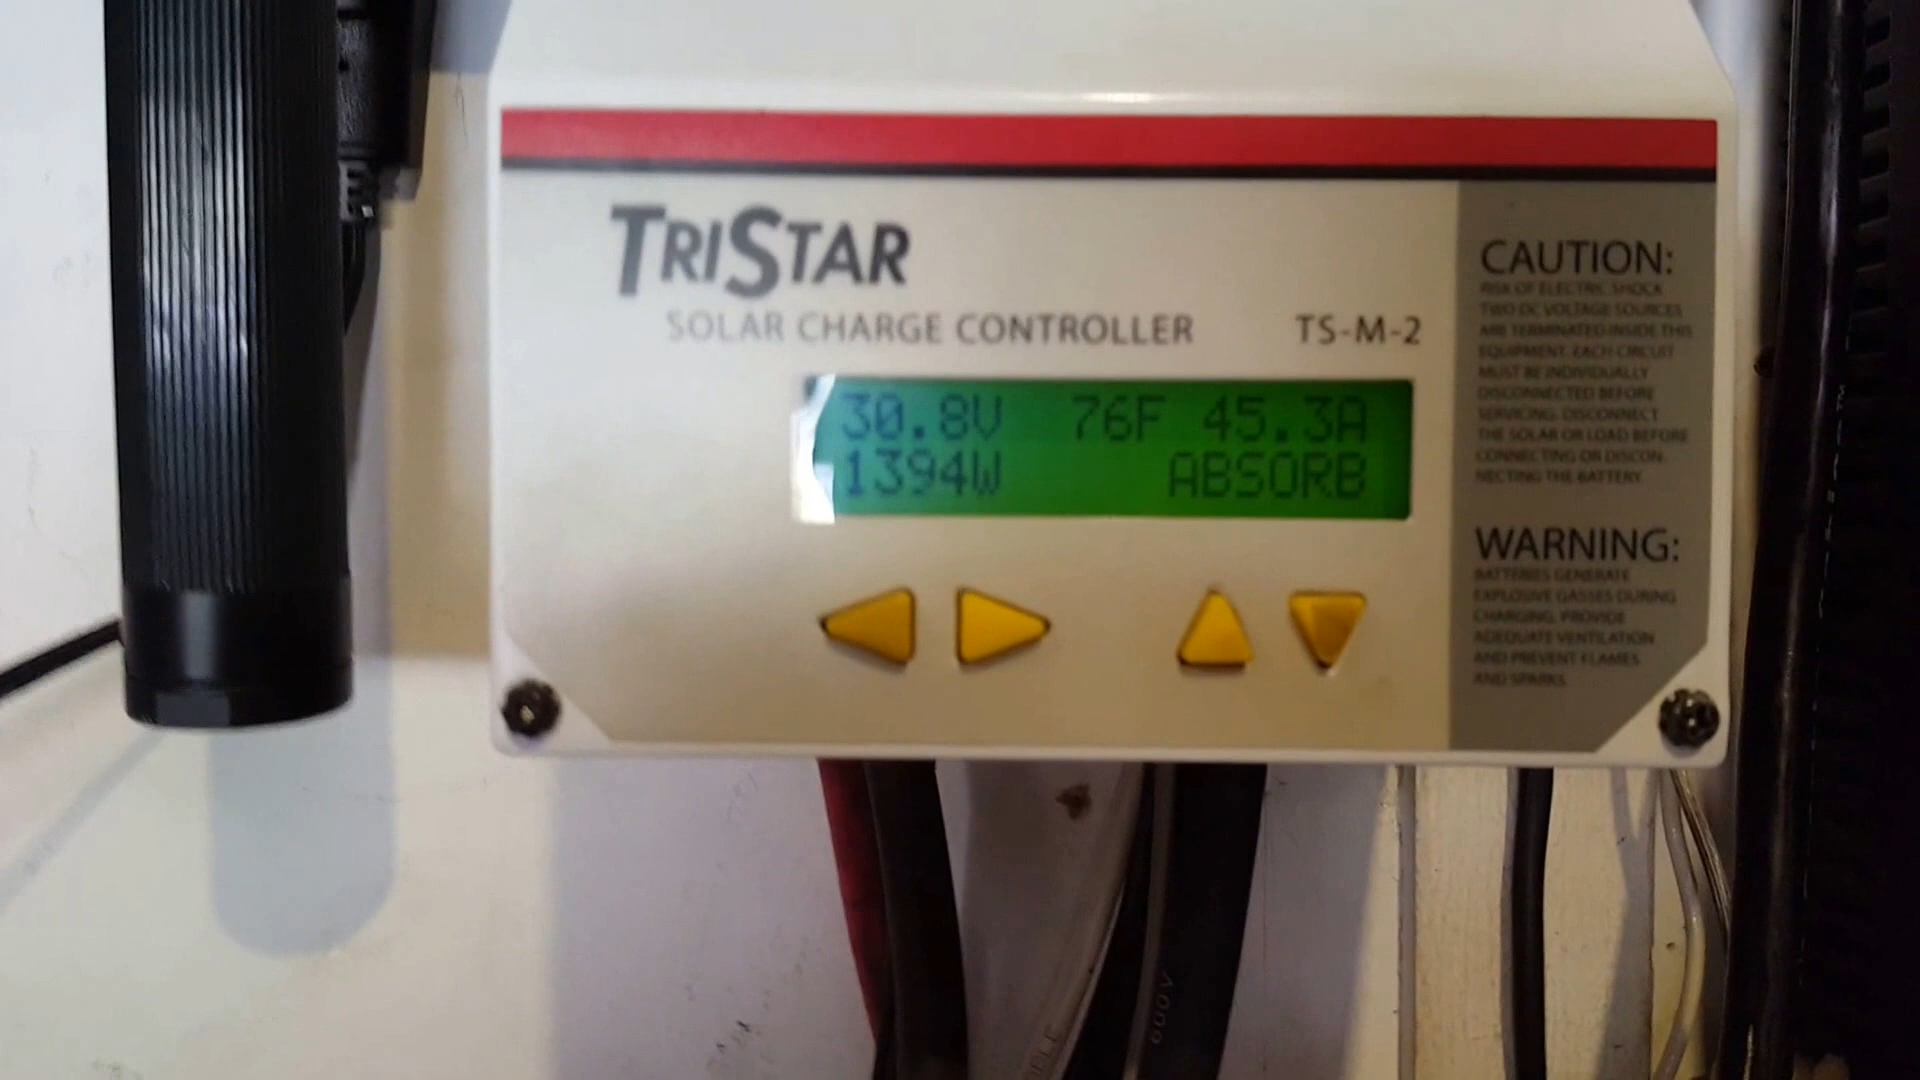 TRISTAR
SOLAR CHARGE CONTROLLER TS-M-2
30.8V 76F 45.3A
1394W ABSORB
CAUTION:
RISK OF ELECTRIC SHOCK
TWO DC VOLTAGE SOURCES
ARE TERMINATED INSIDE THIS
EQUIPMENT. EACH CIRCUIT
MUST BE INDIVIDUALLY
DISCONNECTED BEFORE
SERVICING. DISCONNECT
THE SOLAR OR LOAD BEFORE
CONNECTING OR DISCON-
NECTING THE BATTERY.
WARNING:
BATTERIES GENERATE
EXPLOSIVE GASSES DURING
CHARGING. PROVIDE
ADEQUATE VENTILATION
AND PREVENT FLAMES
AND SPARKS.
600V